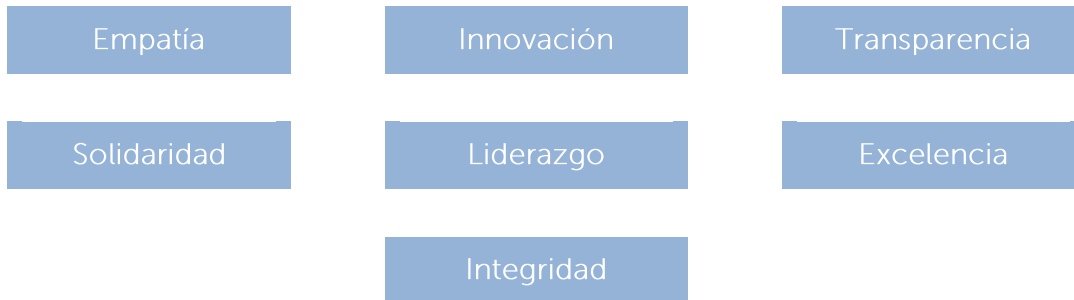 Empatía
Innovación
Transparencia
Solidaridad
Liderazgo
Excelencia
Integridad